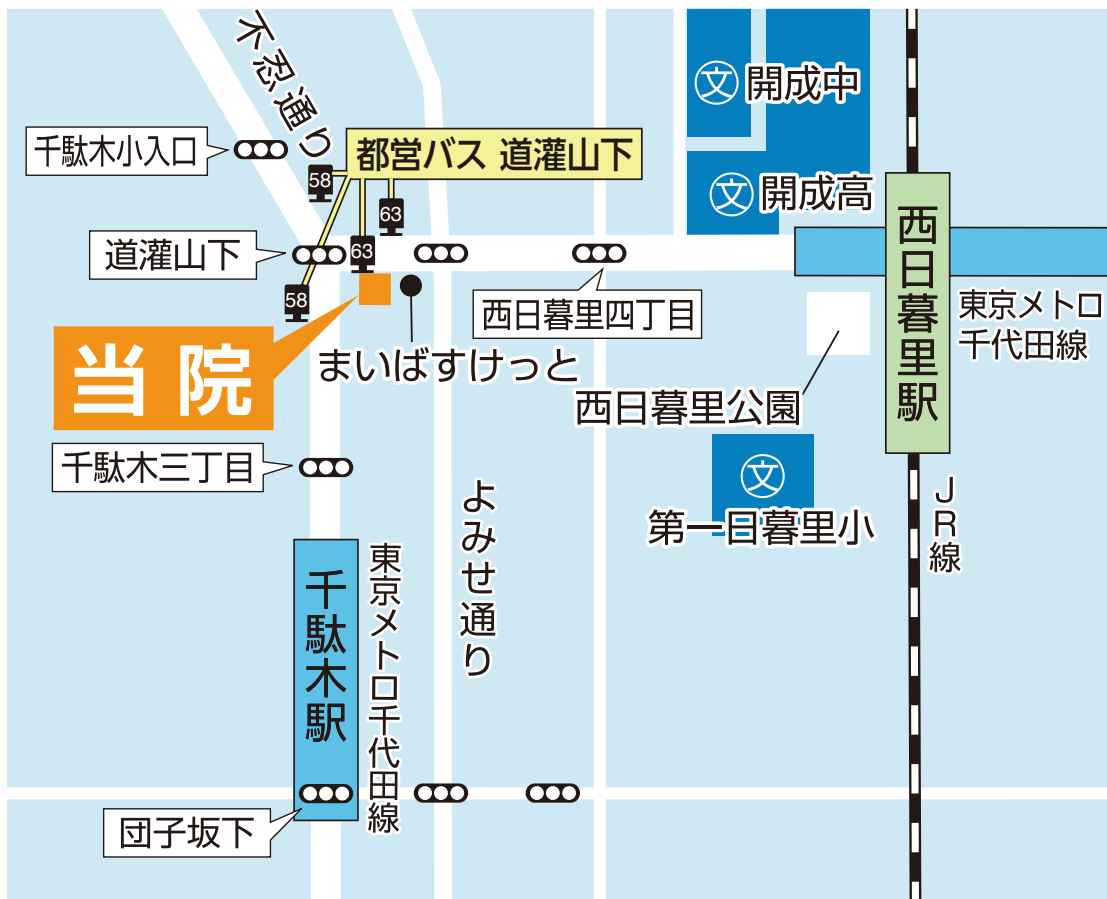 不忍通り
文 開成中
千駄木小入口
都営バス 道灌山下
58
文 開成高
63
西日暮里駅
道灌山下
63
58
西日暮里四丁目
東京メトロ
千代田線
当院
まいばすけっと
西日暮里公園
千駄木三丁目
文
第一日暮里小
よみせ通り
JR線
千駄木駅
東京メトロ千代田線
団子坂下